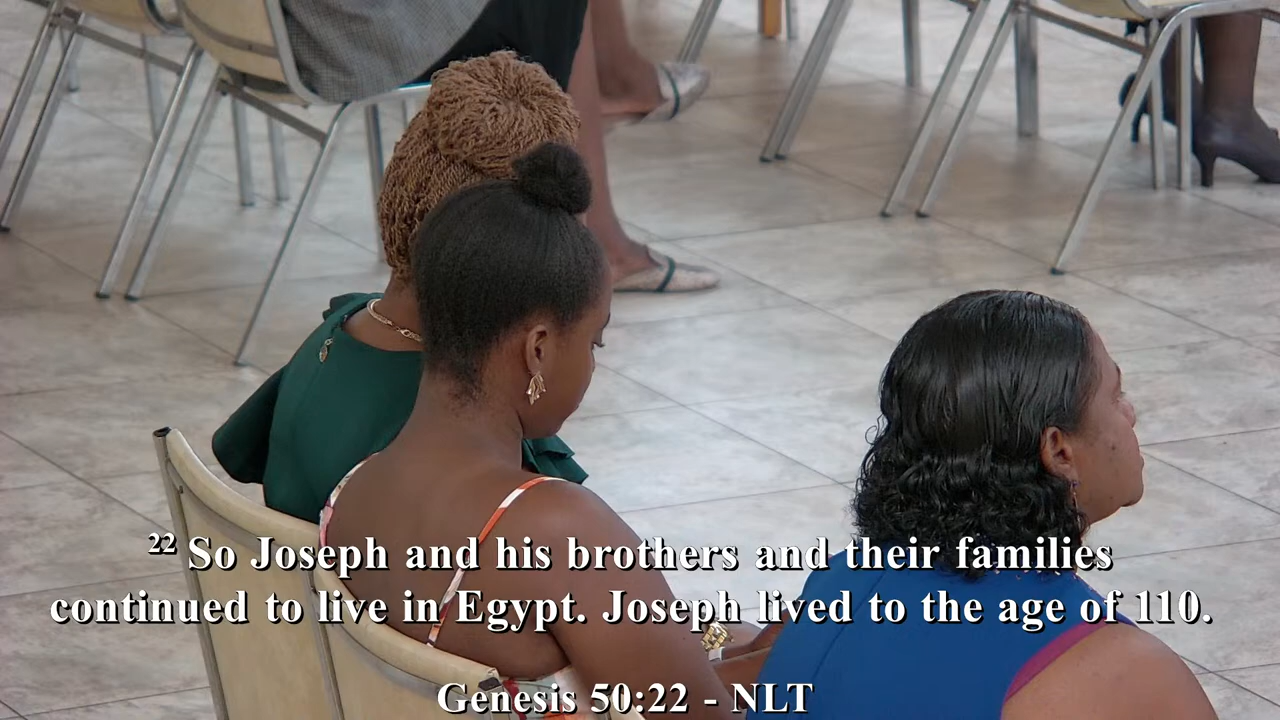 22 So Joseph and his brothers and their families
continued to live in Egypt. Joseph lived to the age of 110.
Genesis 50:22 - NLT